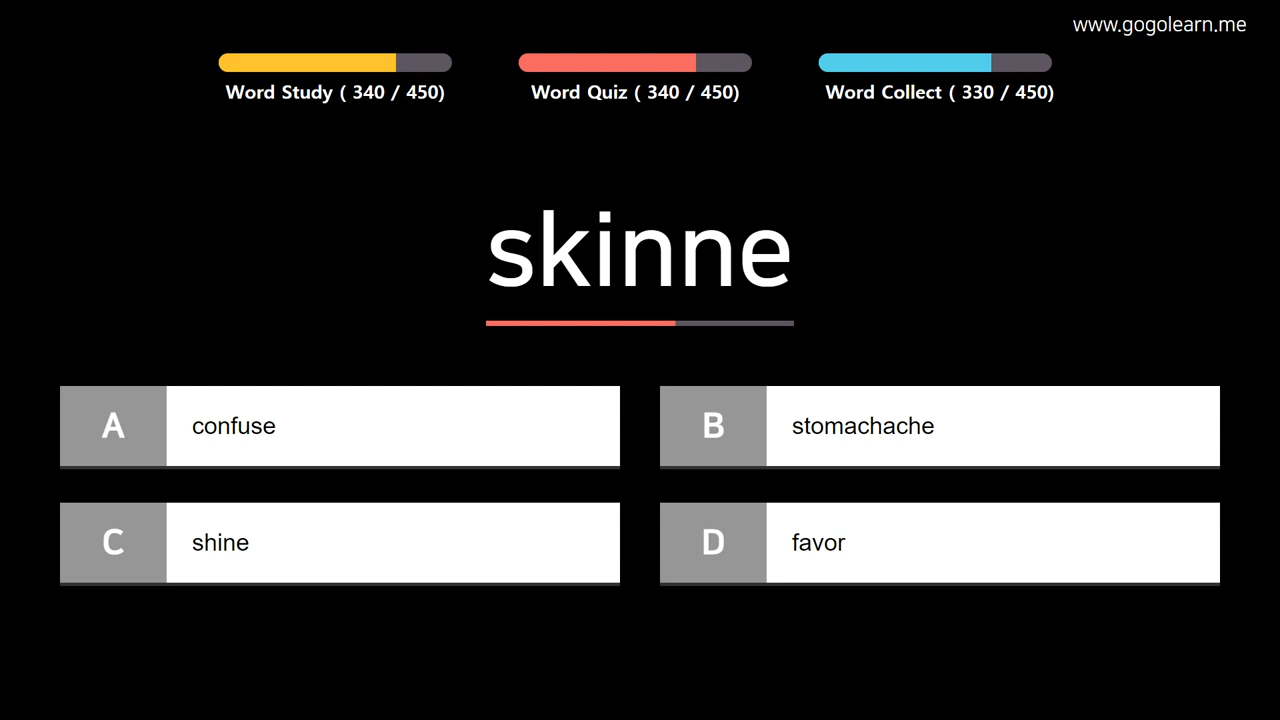 www.gogolearn.me
Word Study ( 340 / 450)
Word Quiz ( 340 / 450)
Word Collect ( 330 / 450)
skinne
A confuse
B stomachache
C shine
D favor